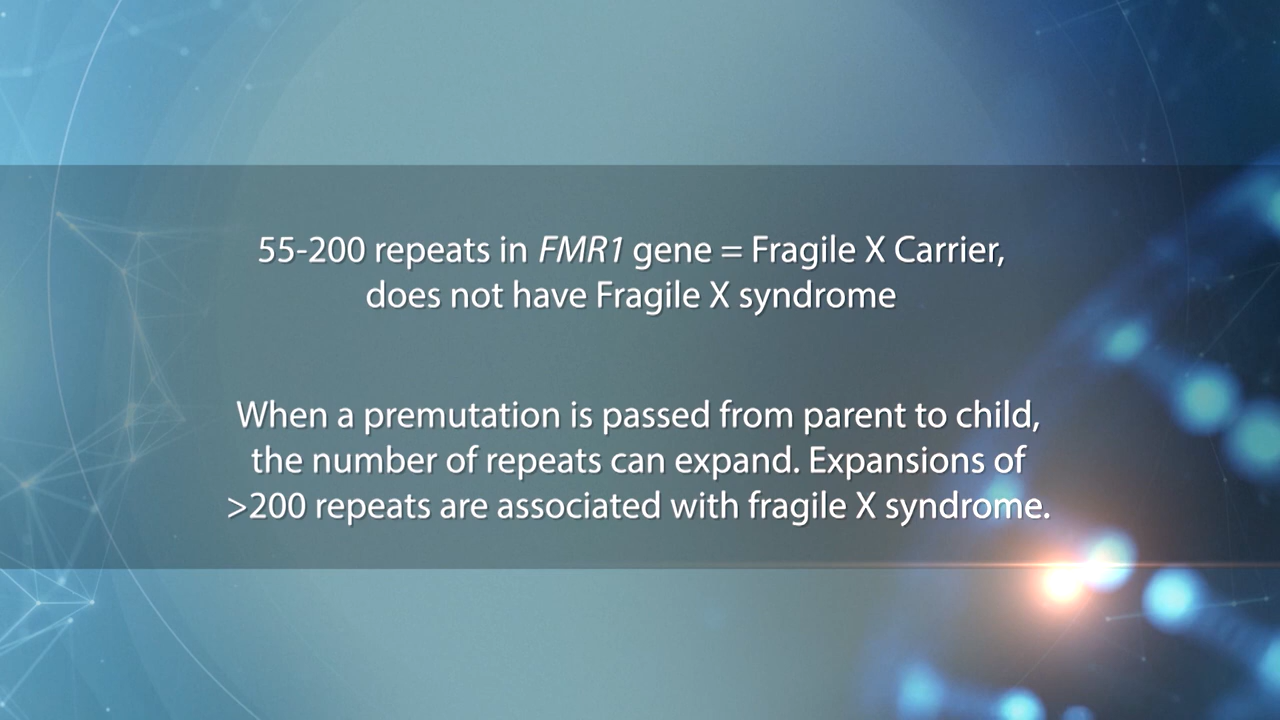 55-200 repeats in FMR1 gene = Fragile X Carrier,
does not have Fragile X syndrome
When a premutation is passed from parent to child,
the number of repeats can expand. Expansions of
>200 repeats are associated with fragile X syndrome.